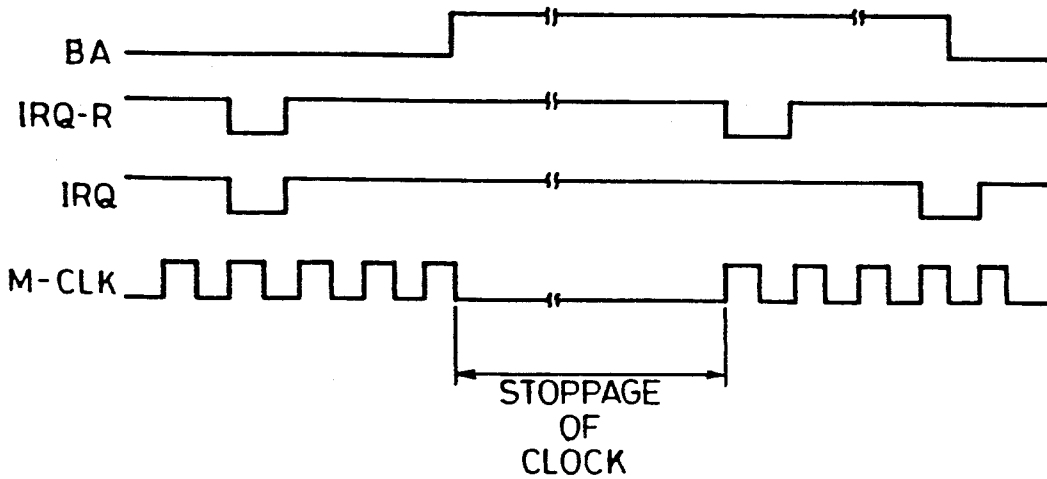 BA
IRQ-R
IRQ
M-CLK
STOPPAGE
OF
CLOCK